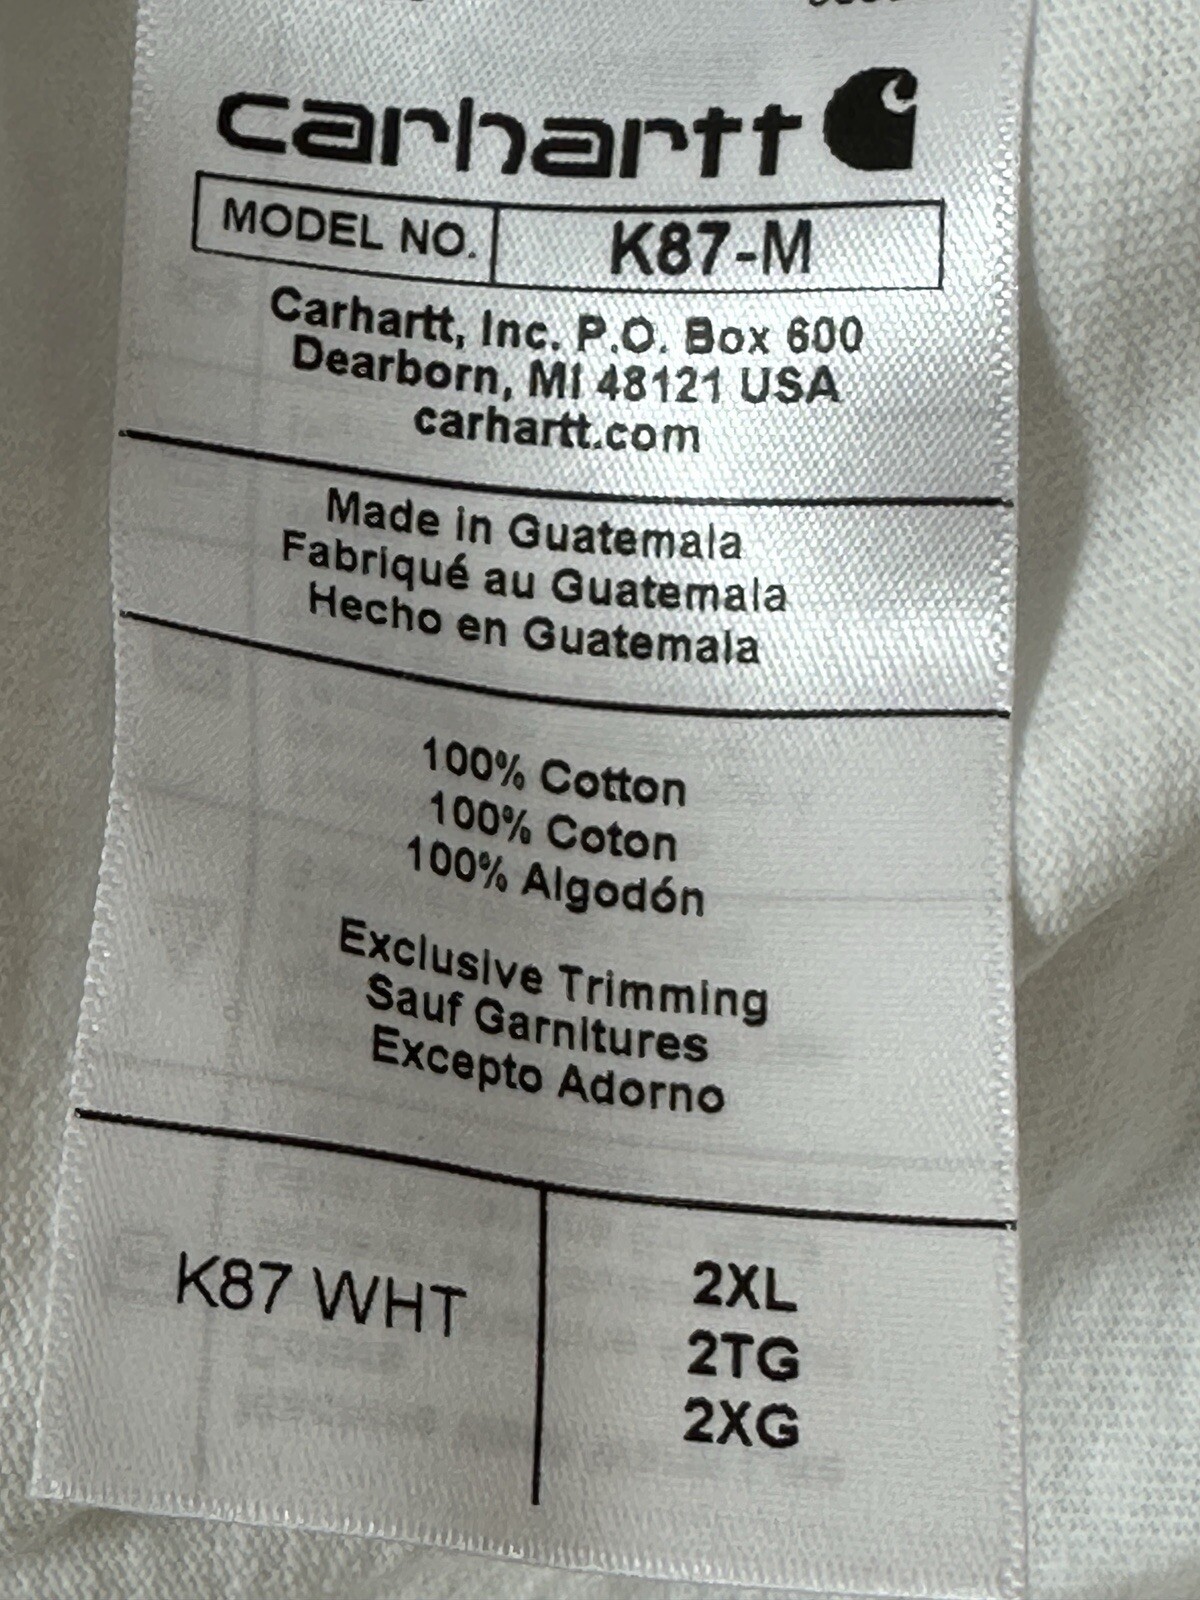 carhartt
MODEL NO. K87-M
Carhartt, Inc. P.O. Box 600
Dearborn, MI 48121 USA
carhartt.com
Made in Guatemala
Fabriqué au Guatemala
Hecho en Guatemala
100% Cotton
100% Coton
100% Algodón
Exclusive Trimming
Sauf Garnitures
Excepto Adorno
K87 WHT
2XL
2TG
2XG